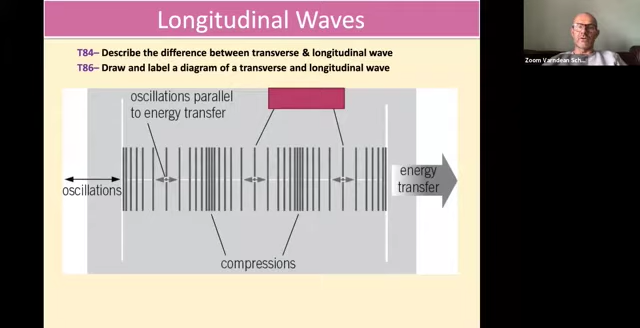 Longitudinal Waves
T84– Describe the difference between transverse & longitudinal wave
T86– Draw and label a diagram of a transverse and longitudinal wave
Zoom Varndean Sch...
oscillations parallel
to energy transfer
oscillations
energy
transfer
compressions